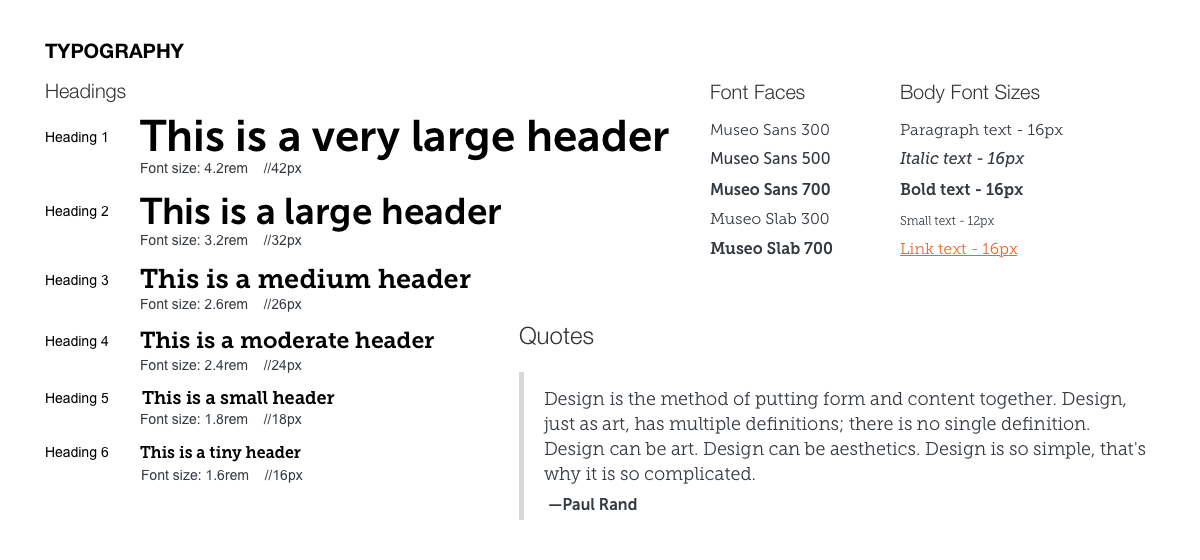 TYPOGRAPHY
Headings
Heading 1
This is a very large header
Font size: 4.2rem //42px
Heading 2
This is a large header
Font size: 3.2rem //32px
Heading 3
This is a medium header
Font size: 2.6rem //26px
Heading 4
This is a moderate header
Font size: 2.4rem //24px
Heading 5
This is a small header
Font size: 1.8rem //18px
Heading 6
This is a tiny header
Font size: 1.6rem //16px
Font Faces
Museo Sans 300
Museo Sans 500
Museo Sans 700
Museo Slab 300
Museo Slab 700
Body Font Sizes
Paragraph text - 16px
Italic text - 16px
Bold text - 16px
Small text - 12px
Link text - 16px
Quotes
Design is the method of putting form and content together. Design,
just as art, has multiple definitions; there is no single definition.
Design can be art. Design can be aesthetics. Design is so simple, that's
why it is so complicated.
—Paul Rand